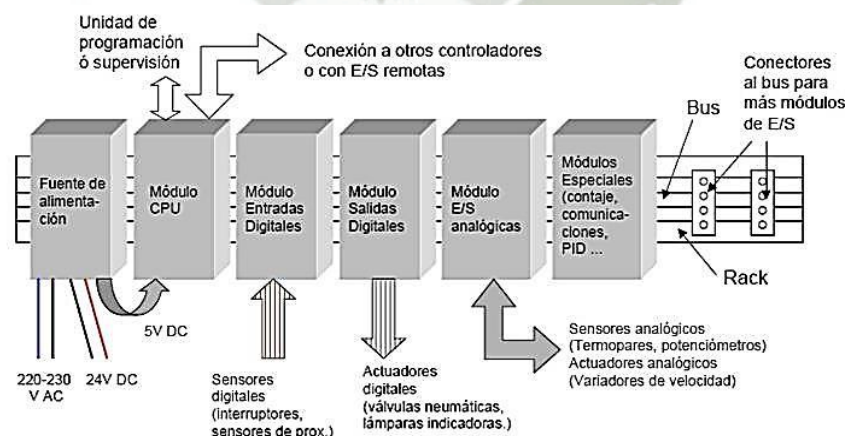 Unidad de
programación
ó supervisión
Conexión a otros controladores
o con E/S remotas
Conectores
al bus para
más módulos
de E/S
Bus
Fuente de
alimenta-
ción
Módulo
CPU
Módulo
Entradas
Digitales
Módulo
Salidas
Digitales
Módulo
E/S
analógicas
Módulos
Especiales
(contaje,
comunica-
ciones,
PID ...
Rack
5V DC
220-230
V AC
24V DC
Sensores
digitales
(interruptores,
sensores de prox.)
Actuadores
digitales
(válvulas neumáticas,
lámparas indicadoras.)
Sensores analógicos
(Termopares, potenciómetros)
Actuadores analógicos
(Variadores de velocidad)